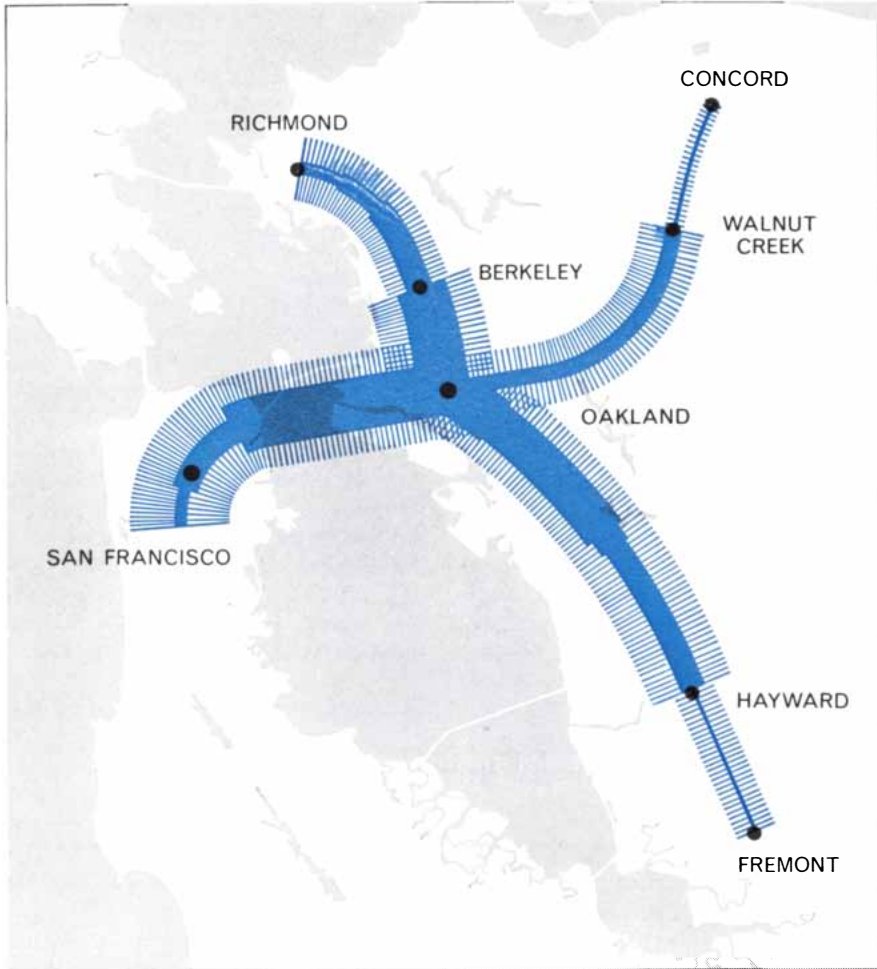 CONCORD
RICHMOND
WALNUT
CREEK
BERKELEY
OAKLAND
SAN FRANCISCO
HAYWARD
FREMONT